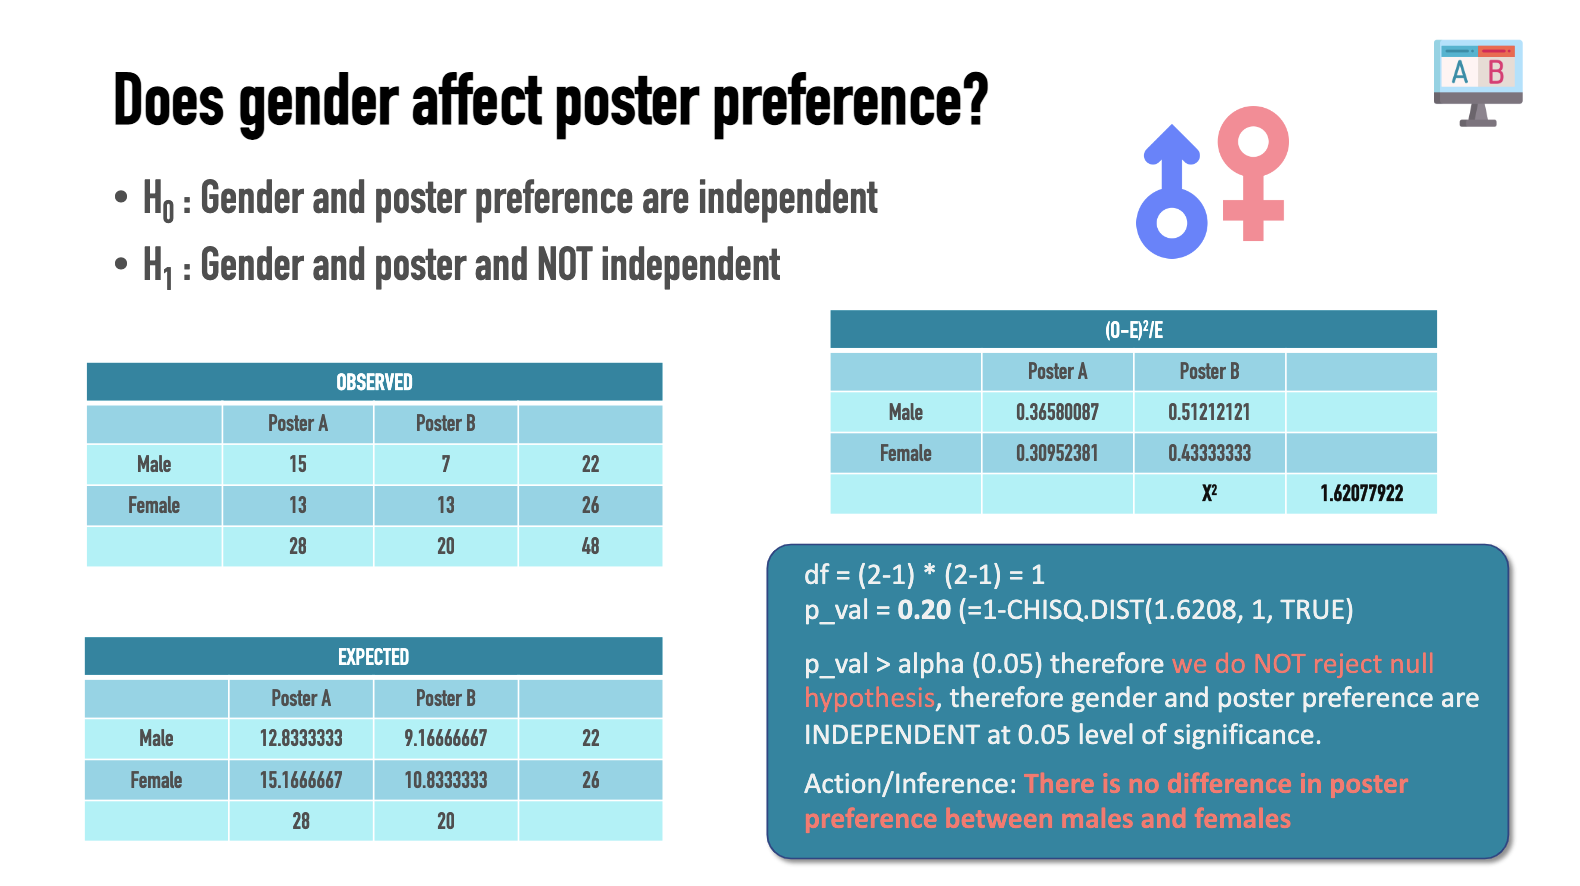 Does gender affect poster preference?
A B
• H0 : Gender and poster preference are independent
• H1 : Gender and poster and NOT independent
OBSERVED
Poster A Poster B
Male 15 7 22
Female 13 13 26
28 20 48
EXPECTED
Poster A Poster B
Male 12.8333333 9.16666667 22
Female 15.1666667 10.8333333 26
28 20
(O-E)²/E
Poster A Poster B
Male 0.36580087 0.51212121
Female 0.30952381 0.43333333
X² 1.62077922
df = (2-1) * (2-1) = 1
p_val = 0.20 (=1-CHISQ.DIST(1.6208, 1, TRUE)
p_val > alpha (0.05) therefore we do NOT reject null
hypothesis, therefore gender and poster preference are
INDEPENDENT at 0.05 level of significance.
Action/Inference: There is no difference in poster
preference between males and females